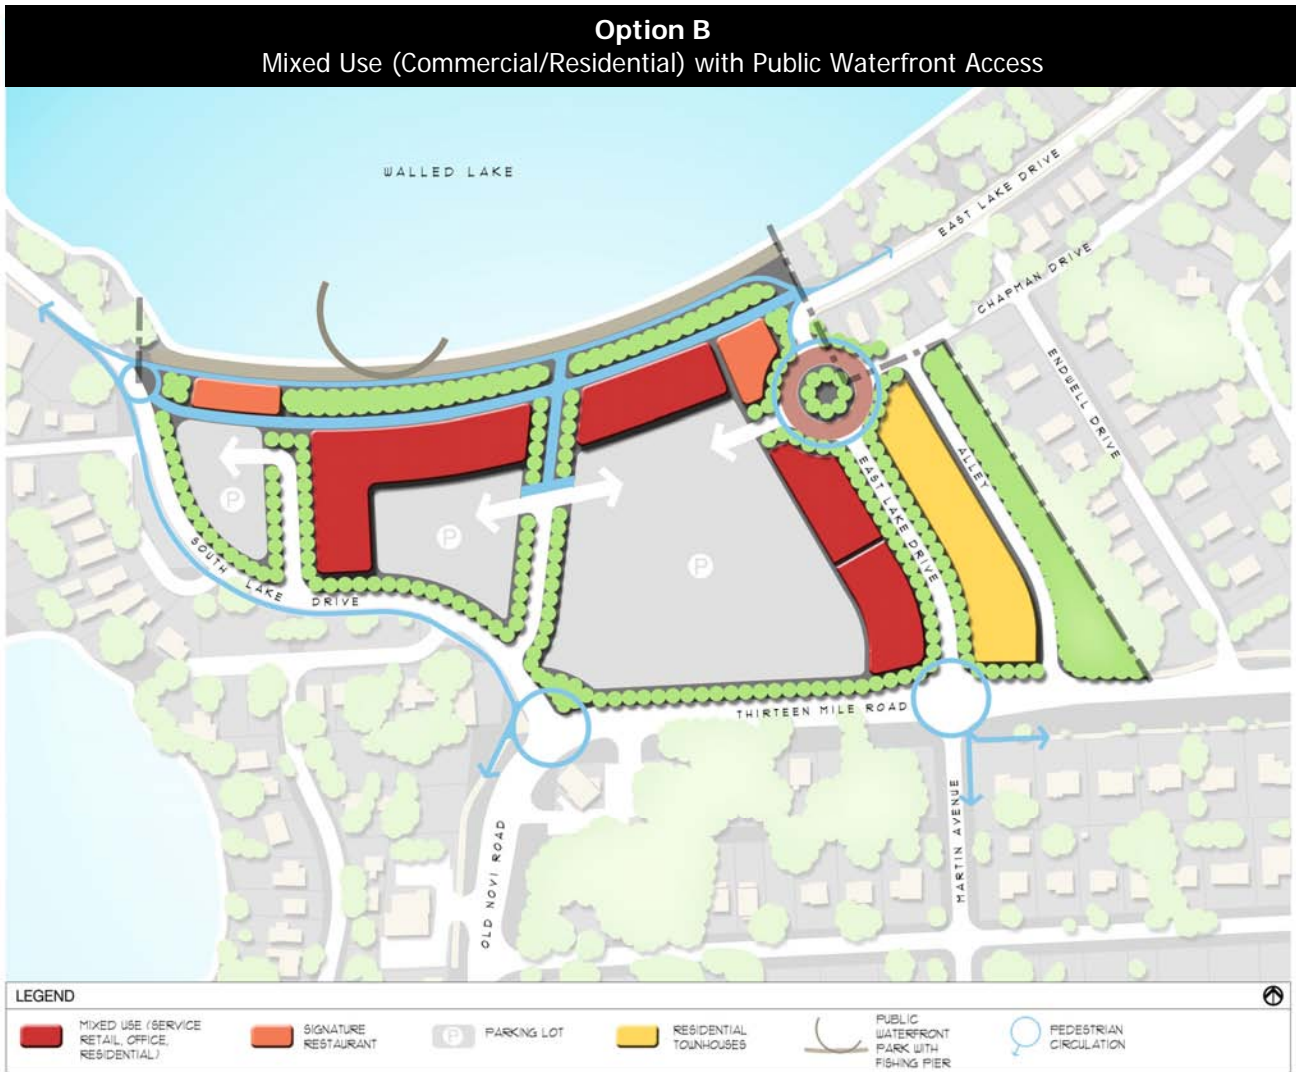 Option B
Mixed Use (Commercial/Residential) with Public Waterfront Access
WALLED LAKE
EAST LAKE DRIVE
CHAPMAN DRIVE
ENDWELL DRIVE
ALLEY
EAST LAKE DRIVE
P
P
P
SOUTH LAKE DRIVE
THIRTEEN MILE ROAD
MARTIN AVENUE
OLD NOVI ROAD
LEGEND
MIXED USE (SERVICE
RETAIL, OFFICE,
RESIDENTIAL)
SIGNATURE
RESTAURANT
P
PARKING LOT
RESIDENTIAL
TOWNHOUSES
PUBLIC
WATERFRONT
PARK WITH
FISHING PIER
PEDESTRIAN
CIRCULATION